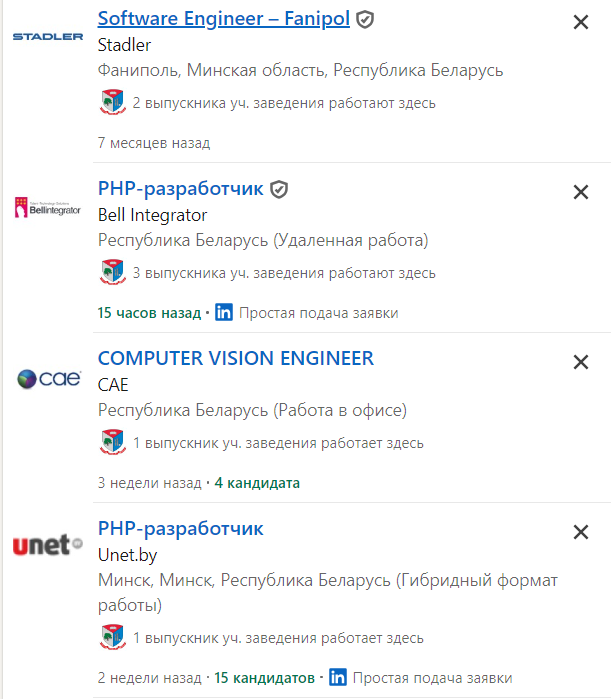 STADLER
Software Engineer – Fanipol
Stadler
Фаниполь, Минская область, Республика Беларусь
2 выпускника уч. заведения работают здесь
7 месяцев назад
Bellintegrator
PHP-разработчик
Bell Integrator
Республика Беларусь (Удаленная работа)
3 выпускника уч. заведения работают здесь
15 часов назад · in Простая подача заявки
cae
COMPUTER VISION ENGINEER
CAE
Республика Беларусь (Работа в офисе)
1 выпускник уч. заведения работает здесь
3 недели назад · 4 кандидата
unet
PHP-разработчик
Unet.by
Минск, Минск, Республика Беларусь (Гибридный формат
работы)
1 выпускник уч. заведения работает здесь
2 недели назад · 15 кандидатов · in Простая подача заявки